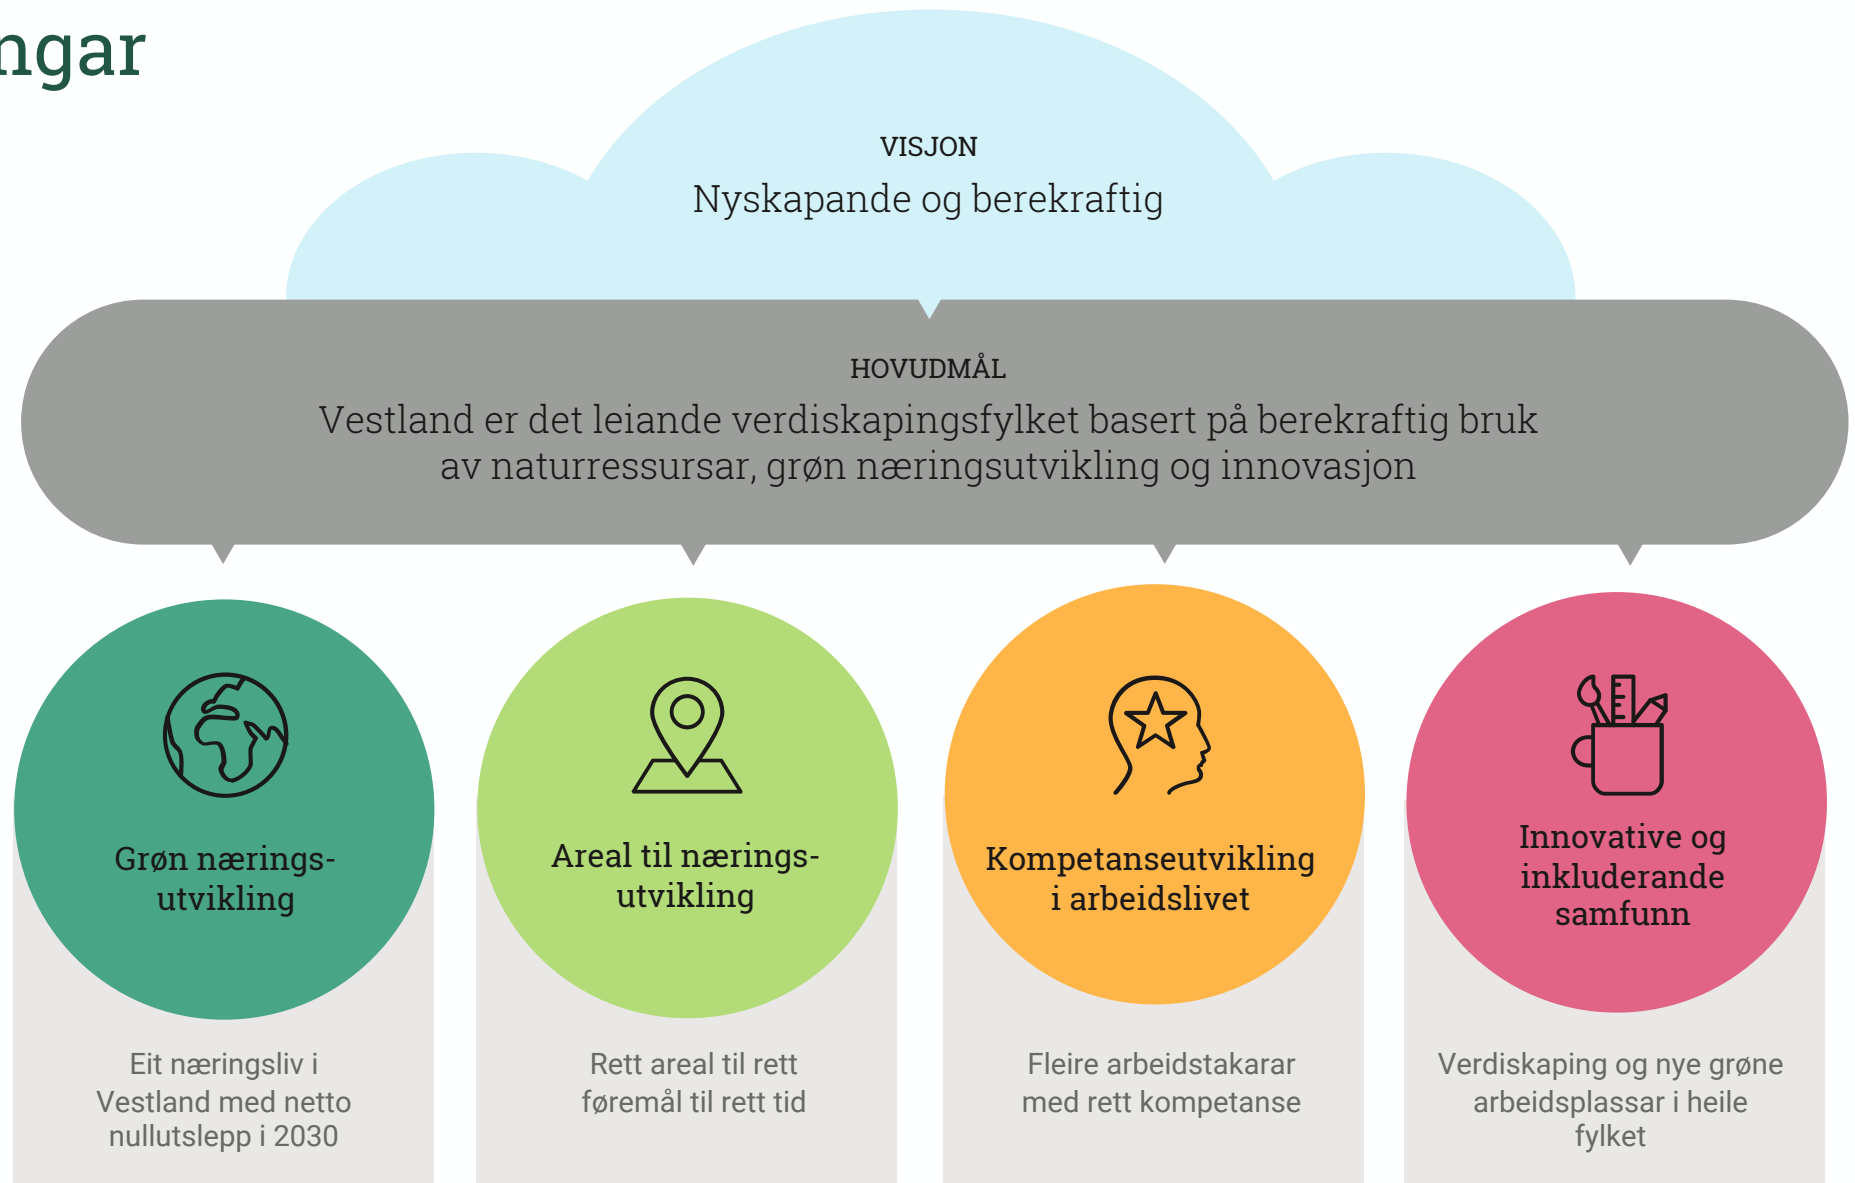 ngar
VISJON
Nyskapande og berekraftig
HOVUDMÅL
Vestland er det leiande verdiskapingsfylket basert på berekraftig bruk
av naturressursar, grøn næringsutvikling og innovasjon
Grøn nærings-
utvikling
Eit næringsliv i
Vestland med netto
nullutslepp i 2030
Areal til nærings-
utvikling
Rett areal til rett
føremål til rett tid
Kompetanseutvikling
i arbeidslivet
Fleire arbeidstakarar
med rett kompetanse
Innovative og
inkluderande
samfunn
Verdiskaping og nye grøne
arbeidsplassar i heile
fylket